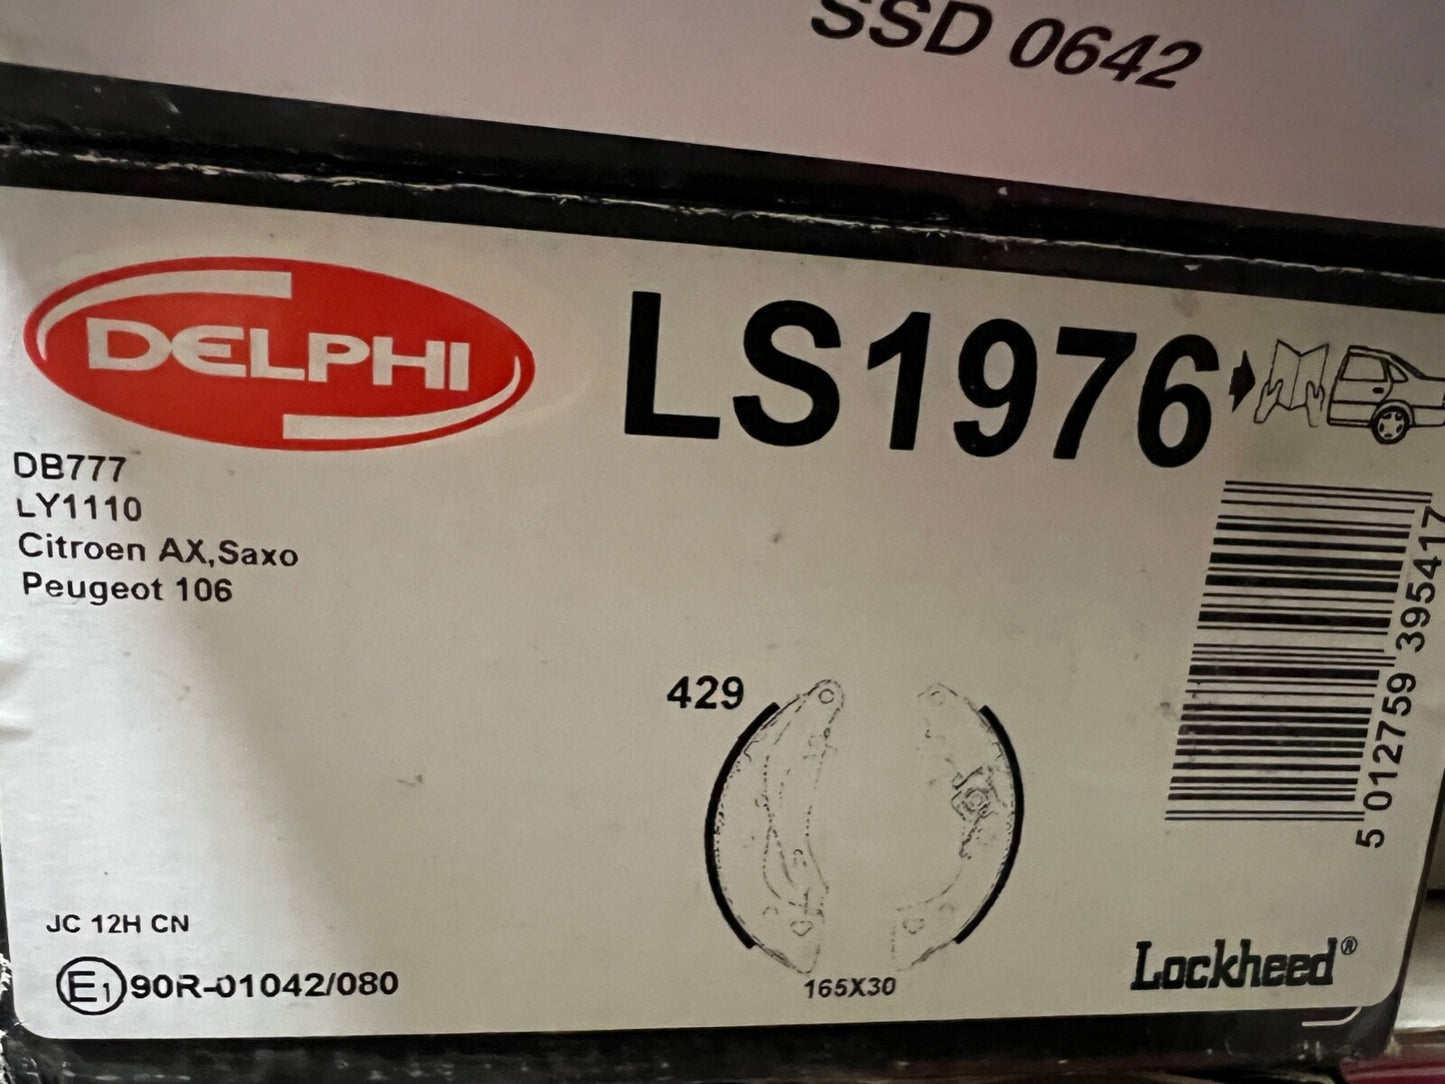 SSD 0642
DELPHI
LS1976
DB777
LY1110
Citroen AX,Saxo
Peugeot 106
429
165X30
5 012759 395417
JC 12H CN
E1 90R-01042/080
Lockheed®